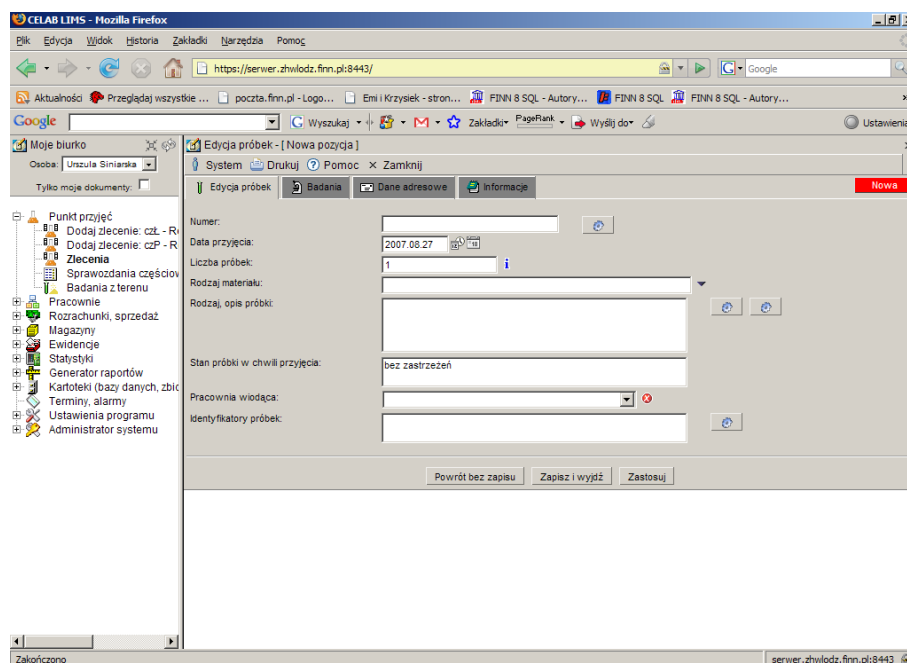 CELAB LIMS - Mozilla Firefox
Plik Edycja Widok Historia Zakładki Narzędzia Pomoc
https://serwer.zhwlodz.finn.pl:8443/ Google
Aktualności Przeglądaj wszystkie ... poczta.finn.pl - Logo... Emi i Krzysiek - stron... FINN 8 SQL - Autory... FINN 8 SQL FINN 8 SQL - Autory...
Google G Wyszukaj Zakładki PageRank Wyślij do Ustawienia
Moje biurko
Osoba: Urszula Siniarska
Tylko moje dokumenty:
Punkt przyjęć
Dodaj zlecenie: czŁ - R
Dodaj zlecenie: czP - R
Zlecenia
Sprawozdania częściow
Badania z terenu
Pracownie
Rozrachunki, sprzedaż
Magazyny
Ewidencje
Statystyki
Generator raportów
Kartoteki (bazy danych, zbio
Terminy, alarmy
Ustawienia programu
Administrator systemu
Edycja próbek - [ Nowa pozycja ]
System Drukuj Pomoc Zamknij
Edycja próbek Badania Dane adresowe Informacje Nowa
Numer:
Data przyjęcia: 2007.08.27
Liczba próbek: 1
Rodzaj materiału:
Rodzaj, opis próbki:
Stan próbki w chwili przyjęcia: bez zastrzeżeń
Pracownia wiodąca:
Identyfikatory próbek:
Powrót bez zapisu Zapisz i wyjdź Zastosuj
Zakończono serwer.zhwlodz.finn.pl:8443